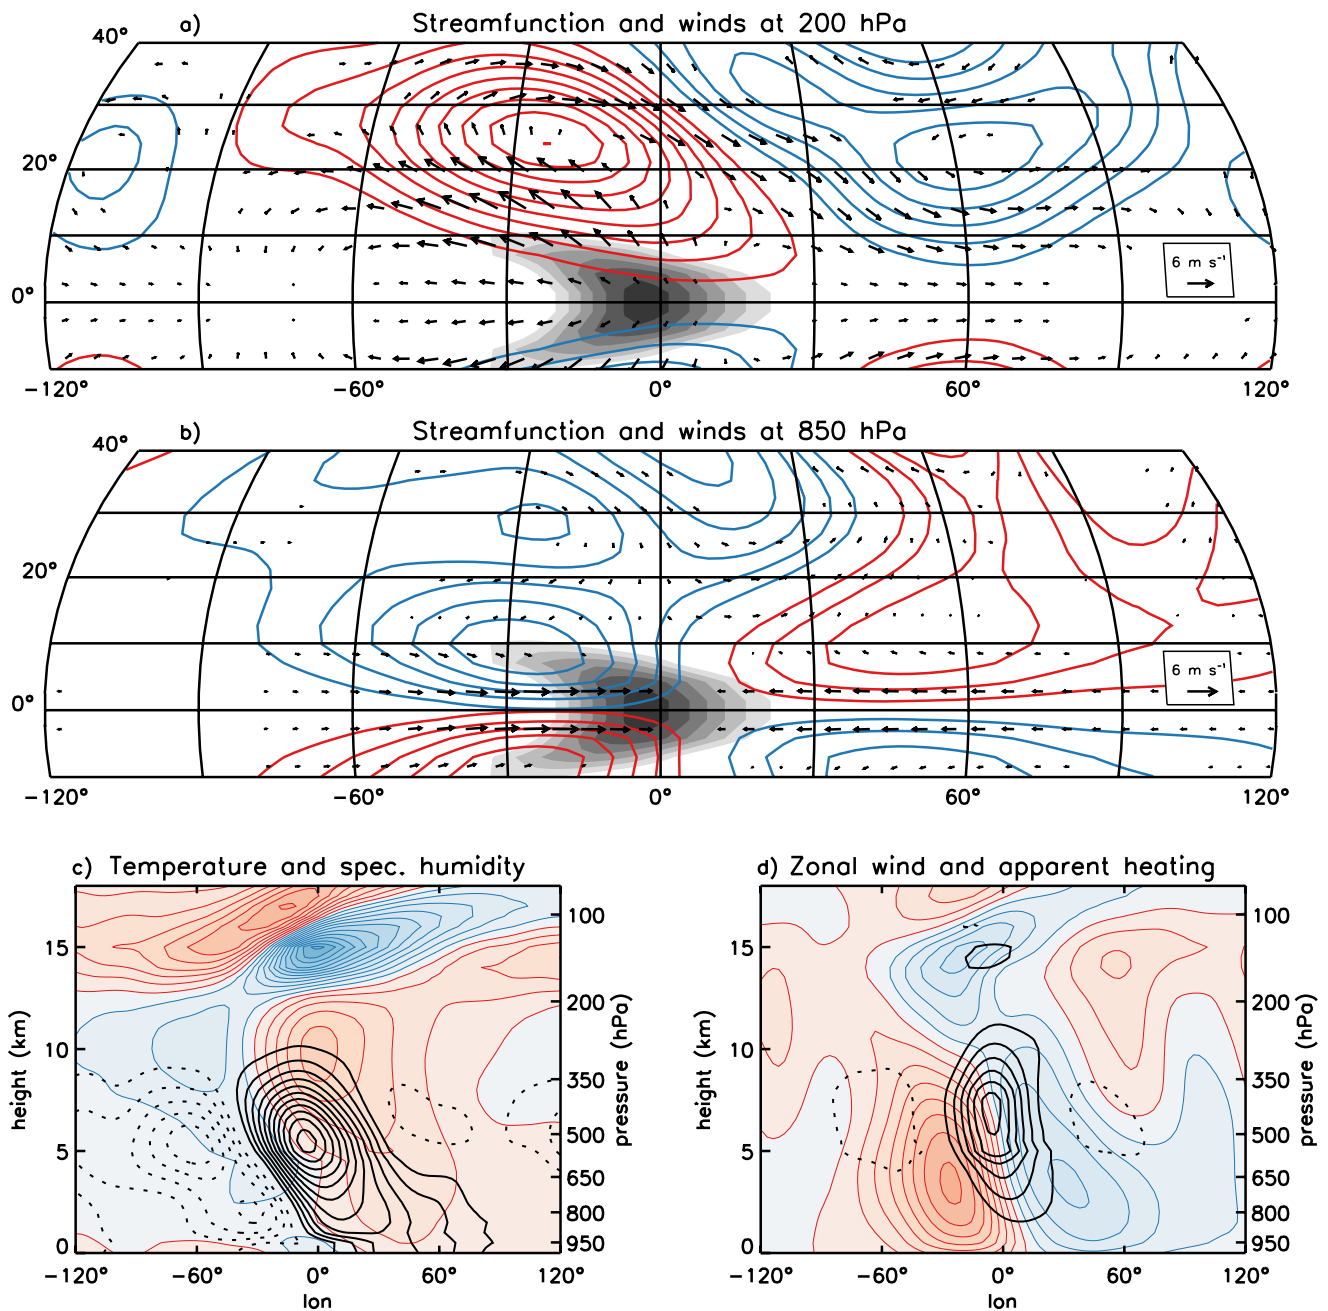 a) Streamfunction and winds at 200 hPa
40°
20°
0°
6 m s⁻¹
−120° −60° 0° 60° 120°
b) Streamfunction and winds at 850 hPa
40°
20°
0°
6 m s⁻¹
−120° −60° 0° 60° 120°
c) Temperature and spec. humidity
height (km)
15
10
5
0
100
200
350
500
650
800
950
pressure (hPa)
−120° −60° 0° 60° 120°
lon
d) Zonal wind and apparent heating
height (km)
15
10
5
0
100
200
350
500
650
800
950
pressure (hPa)
−120° −60° 0° 60° 120°
lon